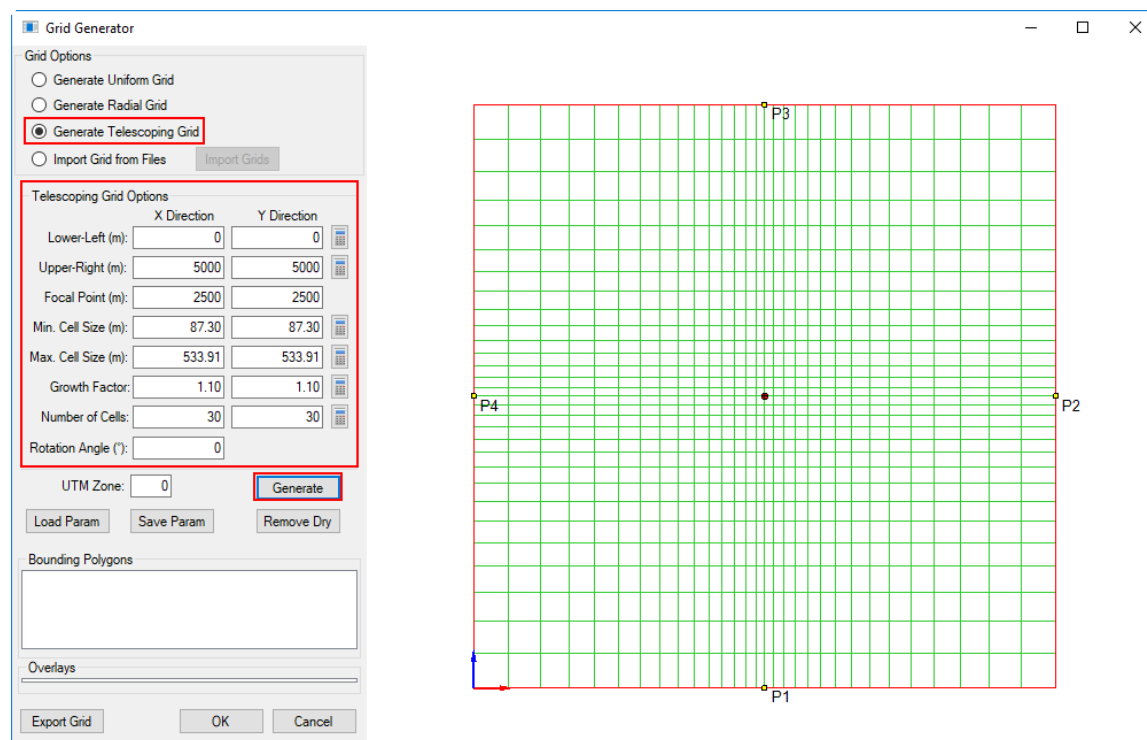 Grid Generator
Grid Options
Generate Uniform Grid
Generate Radial Grid
Generate Telescoping Grid
Import Grid from Files Import Grids
Telescoping Grid Options
X Direction Y Direction
Lower-Left (m): 0 0
Upper-Right (m): 5000 5000
Focal Point (m): 2500 2500
Min. Cell Size (m): 87.30 87.30
Max. Cell Size (m): 533.91 533.91
Growth Factor: 1.10 1.10
Number of Cells: 30 30
Rotation Angle (°): 0
UTM Zone: 0 Generate
Load Param Save Param Remove Dry
Bounding Polygons
Overlays
Export Grid OK Cancel
P3
P4
P2
P1